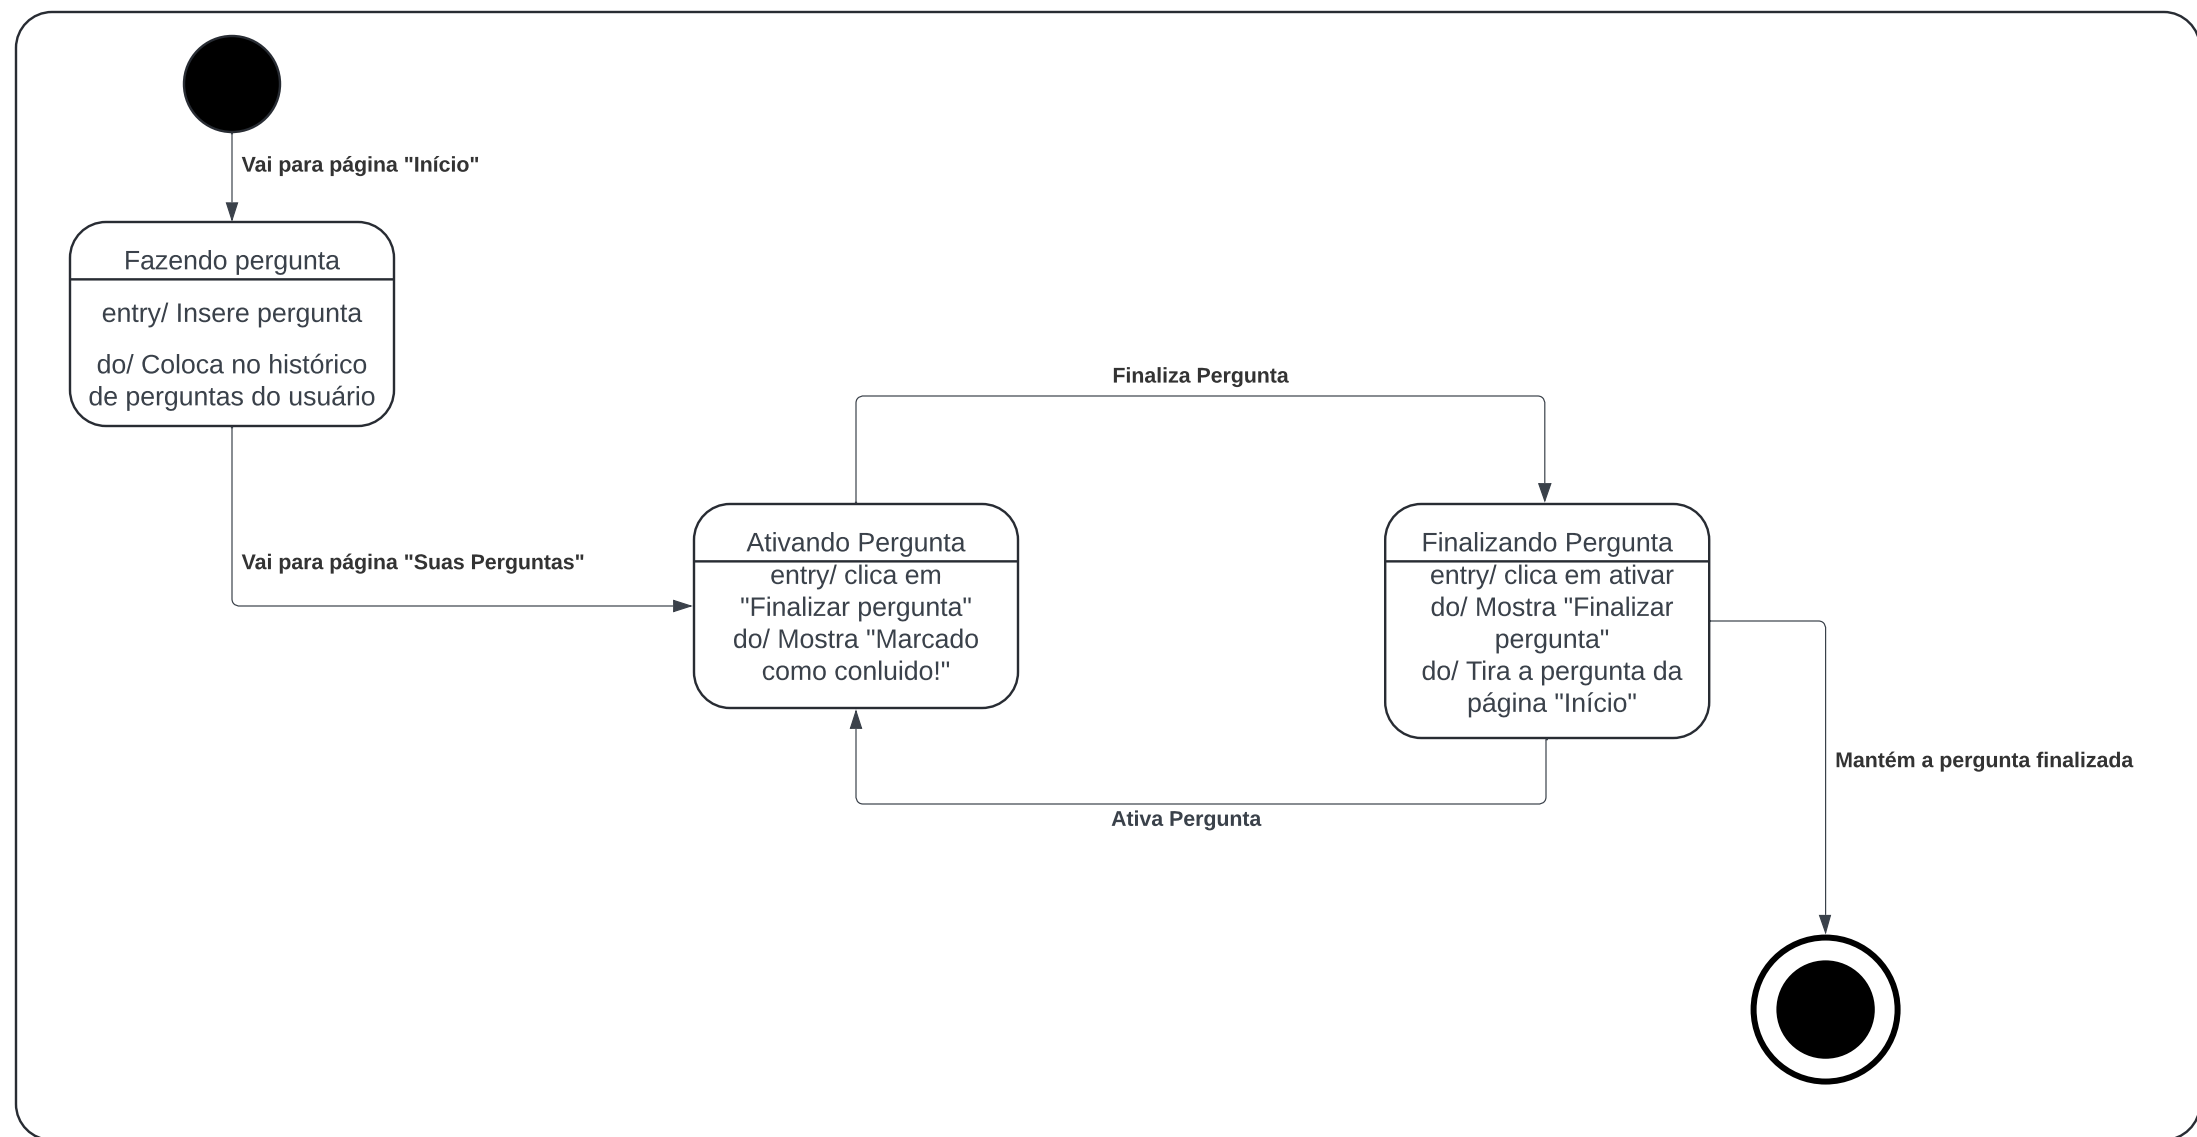 Vai para página "Início"
Fazendo pergunta
entry/ Insere pergunta
do/ Coloca no histórico
de perguntas do usuário
Vai para página "Suas Perguntas"
Finaliza Pergunta
Ativando Pergunta
entry/ clica em
"Finalizar pergunta"
do/ Mostra "Marcado
como conluido!"
Finalizando Pergunta
entry/ clica em ativar
do/ Mostra "Finalizar
pergunta"
do/ Tira a pergunta da
página "Início"
Mantém a pergunta finalizada
Ativa Pergunta